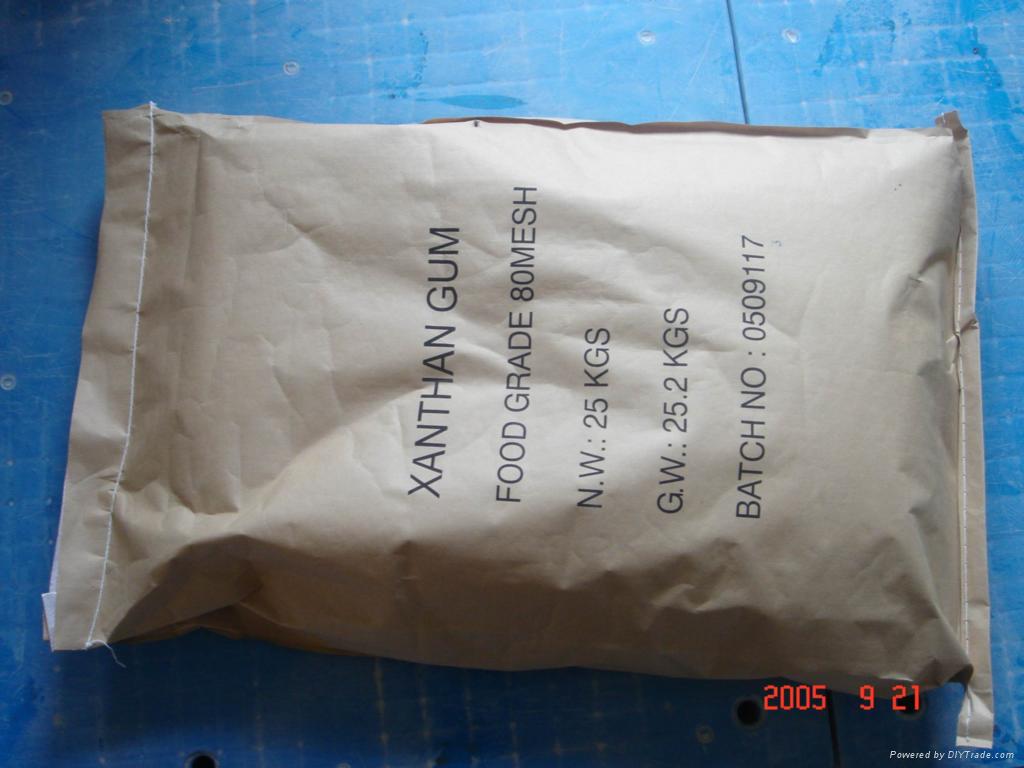 XANTHAN GUM
FOOD GRADE 80MESH
N.W.: 25 KGS
G.W.: 25.2 KGS
BATCH NO : 0509117
3
2005 9 21
Powered by DIYTrade.com